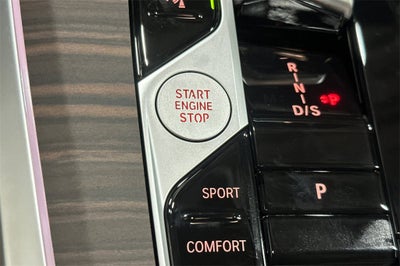 START
ENGINE
STOP
R
N
D/S
P
SPORT
P
COMFORT